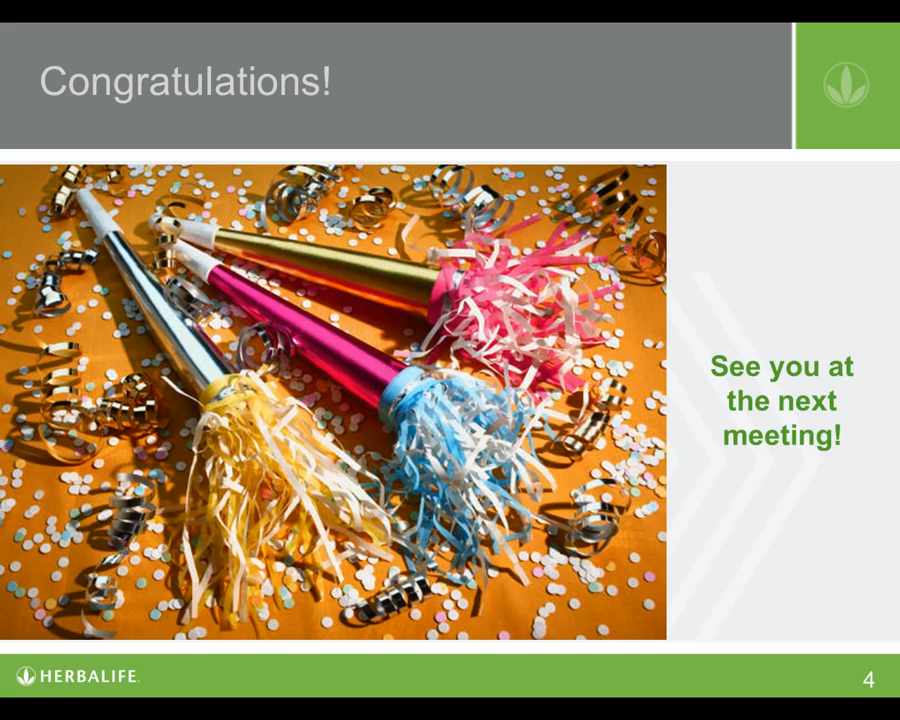 Congratulations!
See you at
the next
meeting!
HERBALIFE.
4